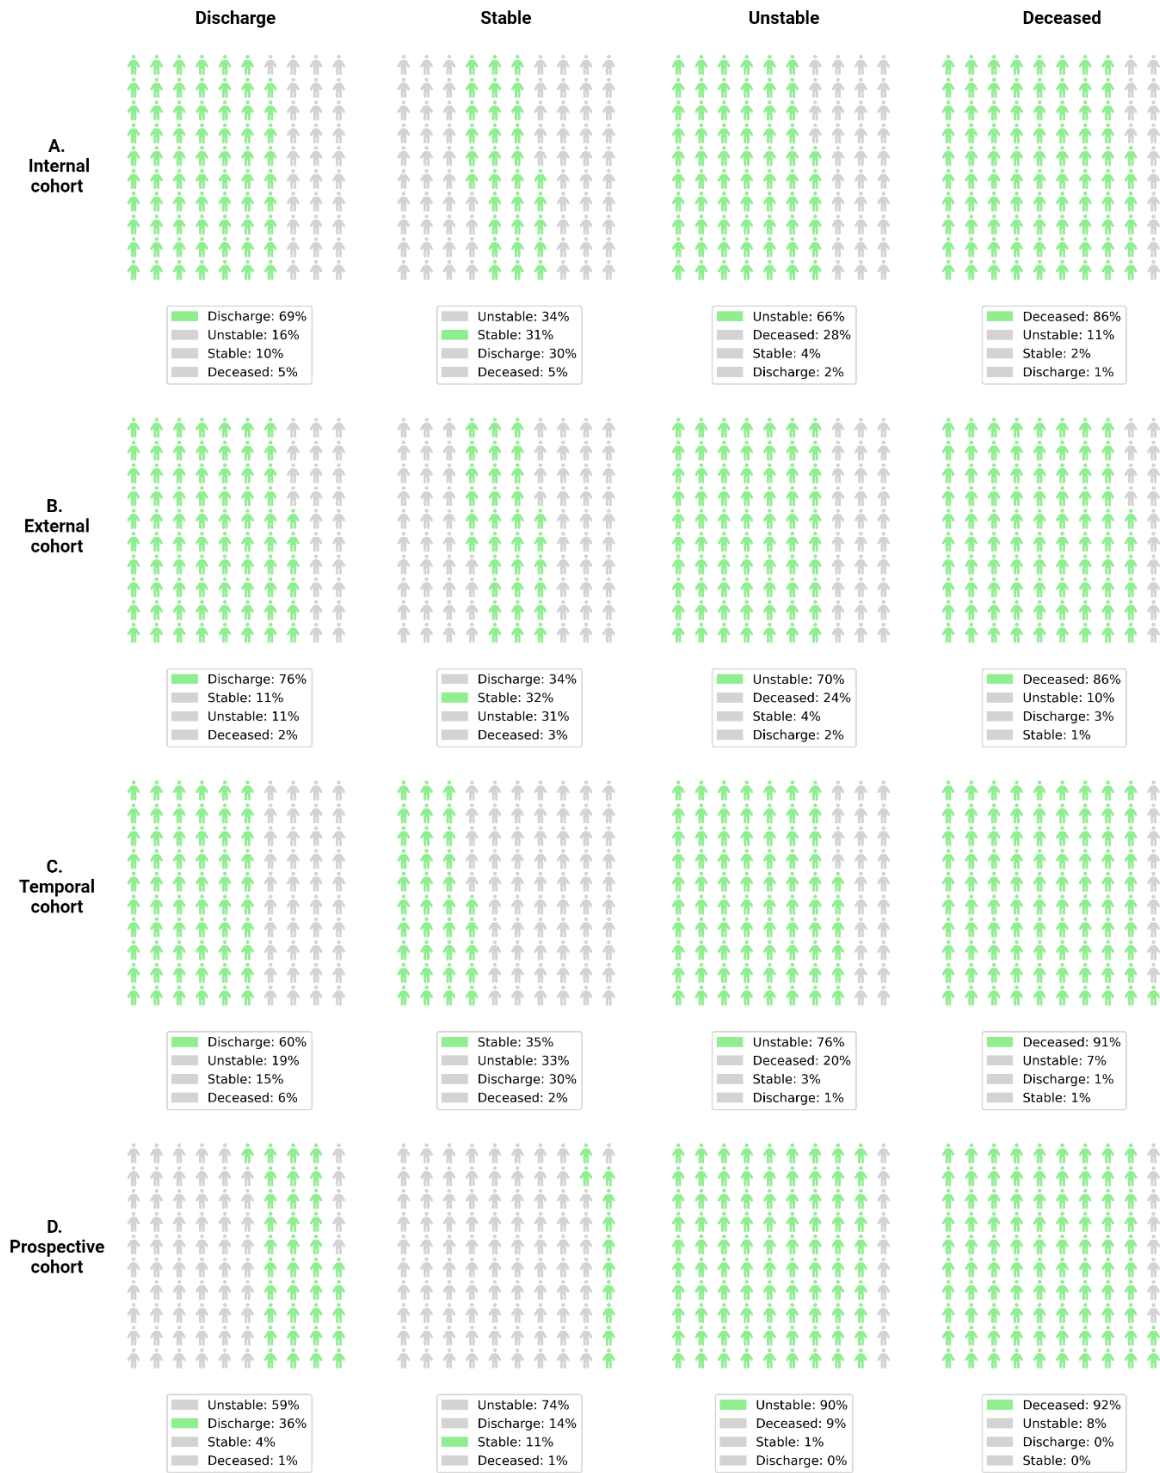 Discharge
Stable
Unstable
Deceased
A.
Internal
cohort
Discharge: 69%
Unstable: 16%
Stable: 10%
Deceased: 5%
Unstable: 34%
Stable: 31%
Discharge: 30%
Deceased: 5%
Unstable: 66%
Deceased: 28%
Stable: 4%
Discharge: 2%
Deceased: 86%
Unstable: 11%
Stable: 2%
Discharge: 1%
B.
External
cohort
Discharge: 76%
Stable: 11%
Unstable: 11%
Deceased: 2%
Discharge: 34%
Stable: 32%
Unstable: 31%
Deceased: 3%
Unstable: 70%
Deceased: 24%
Stable: 4%
Discharge: 2%
Deceased: 86%
Unstable: 10%
Discharge: 3%
Stable: 1%
C.
Temporal
cohort
Discharge: 60%
Unstable: 19%
Stable: 15%
Deceased: 6%
Stable: 35%
Unstable: 33%
Discharge: 30%
Deceased: 2%
Unstable: 76%
Deceased: 20%
Stable: 3%
Discharge: 1%
Deceased: 91%
Unstable: 7%
Discharge: 1%
Stable: 1%
D.
Prospective
cohort
Unstable: 59%
Discharge: 36%
Stable: 4%
Deceased: 1%
Unstable: 74%
Discharge: 14%
Stable: 11%
Deceased: 1%
Unstable: 90%
Deceased: 9%
Stable: 1%
Discharge: 0%
Deceased: 92%
Unstable: 8%
Discharge: 0%
Stable: 0%